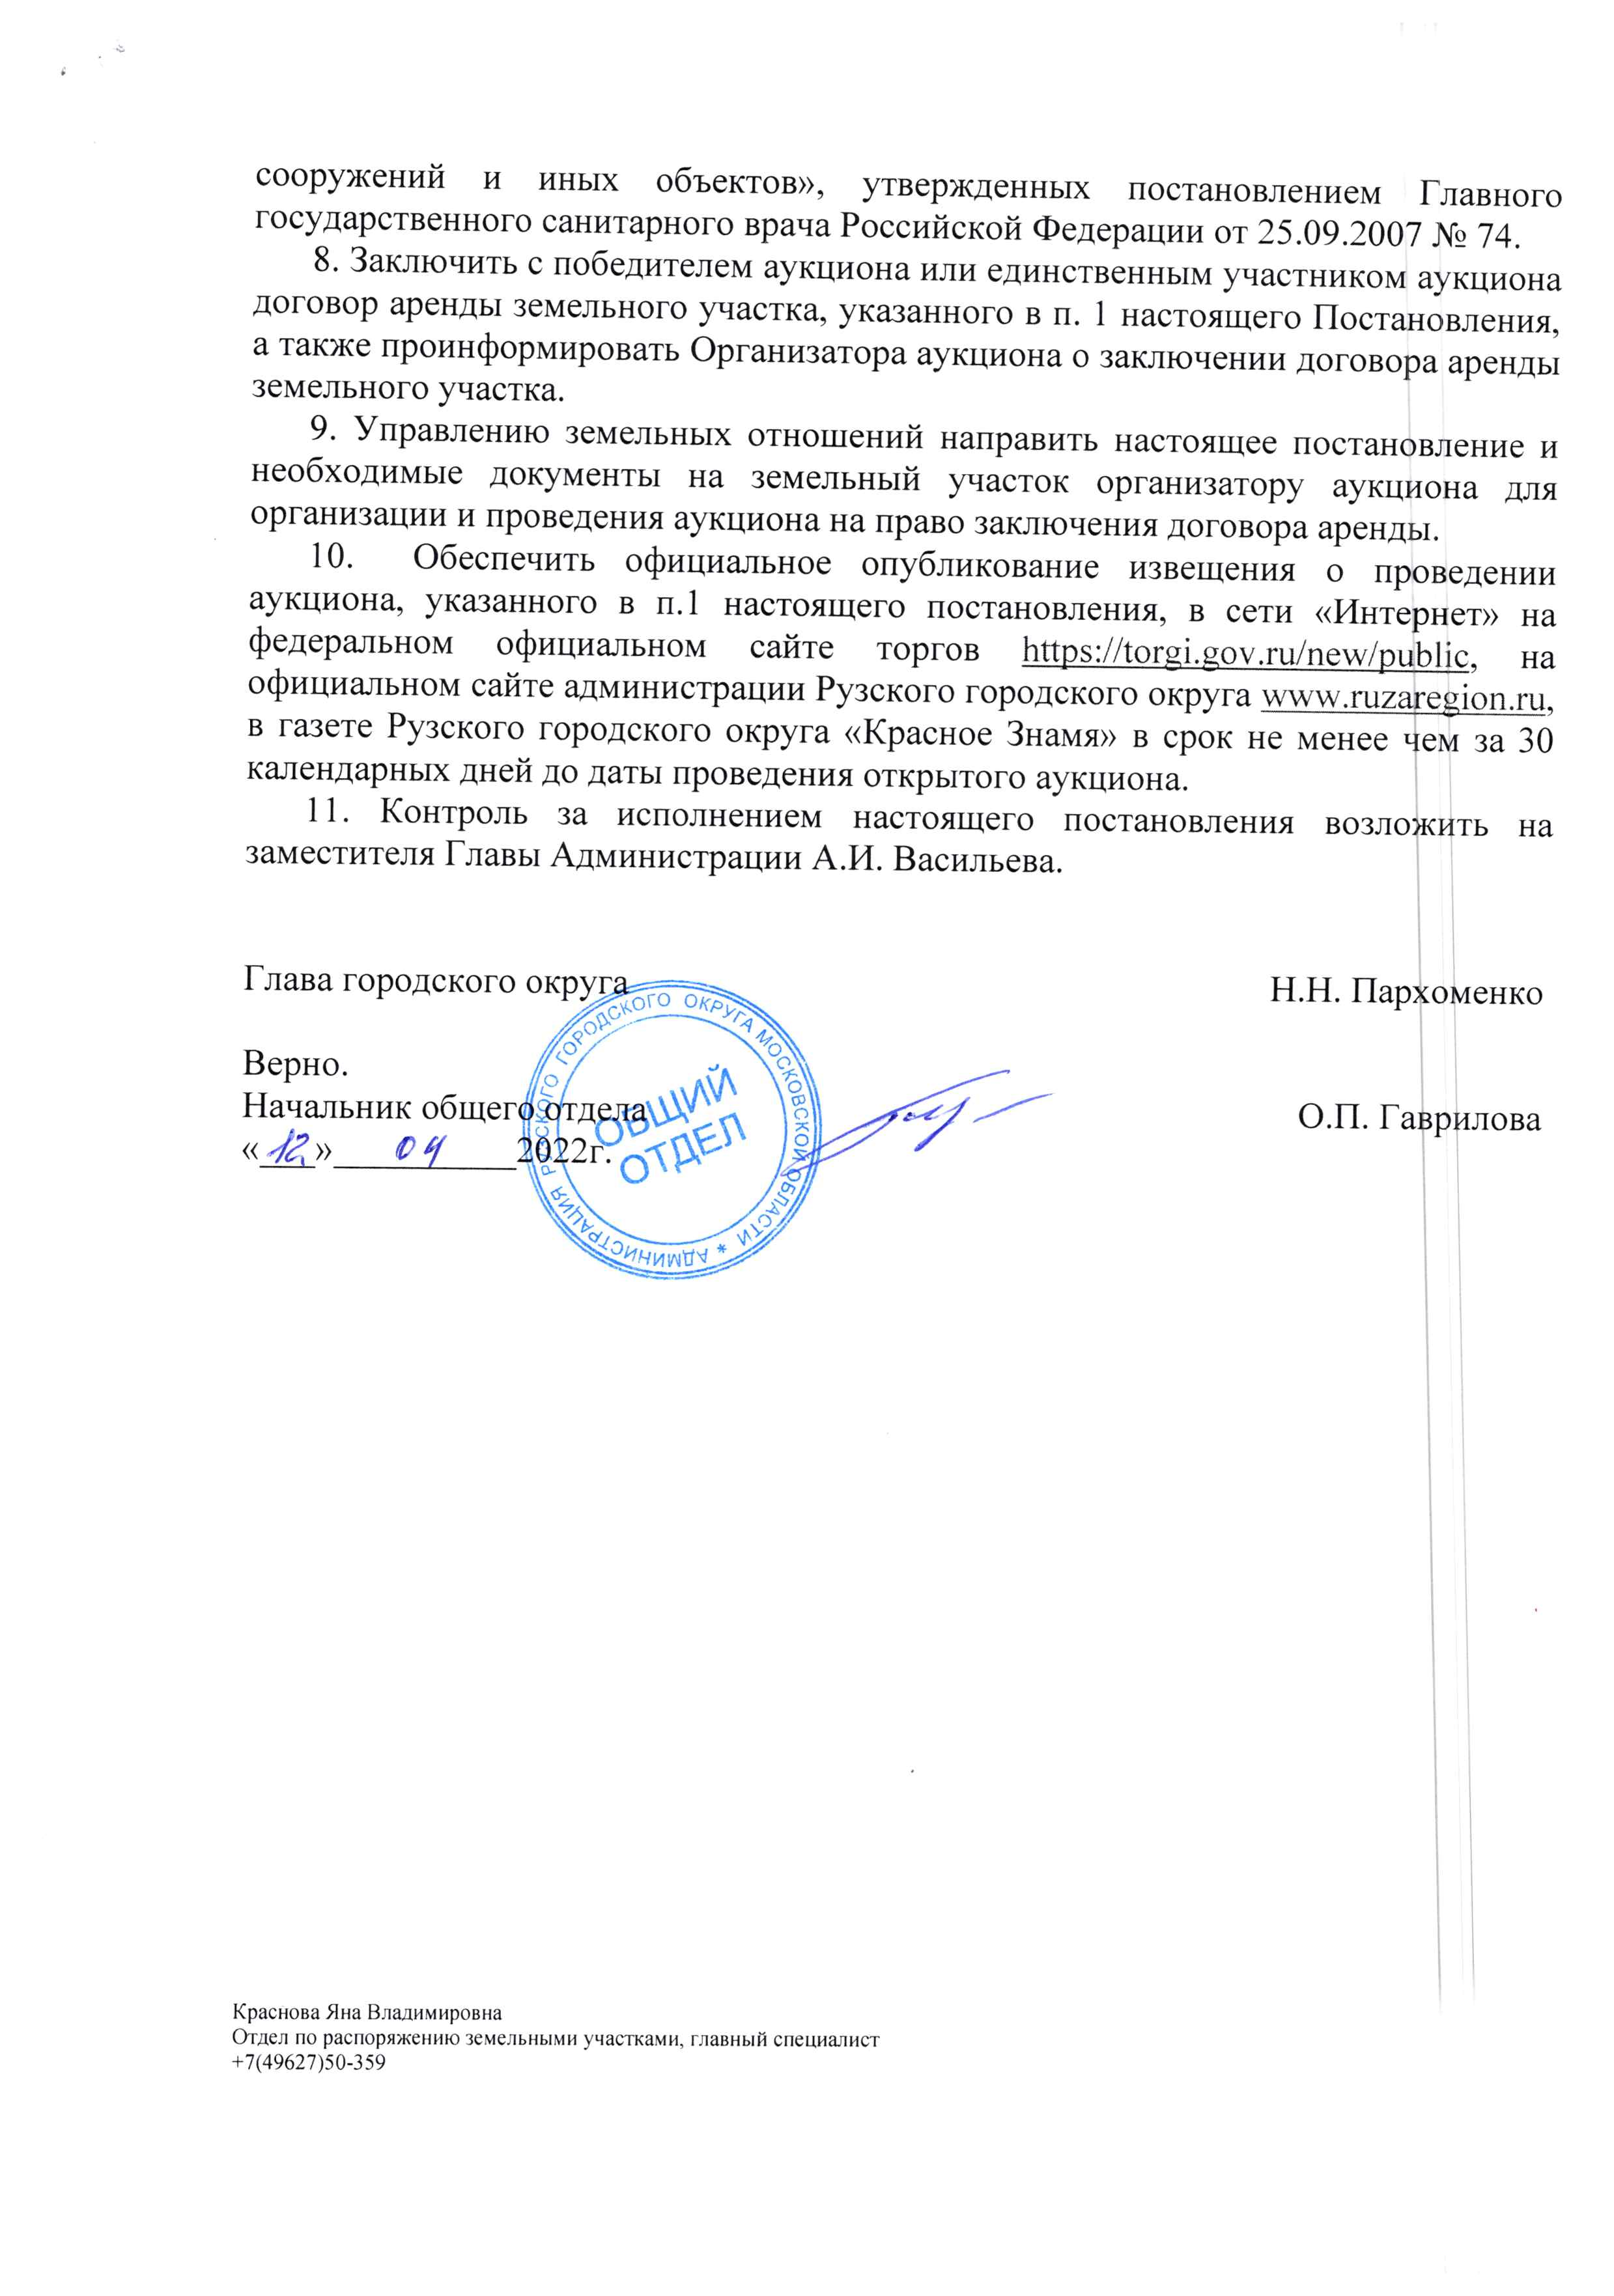 сооружений и иных объектов», утвержденных постановлением Главного
государственного санитарного врача Российской Федерации от 25.09.2007 № 74.
8. Заключить с победителем аукциона или единственным участником аукциона
договор аренды земельного участка, указанного в п. 1 настоящего Постановления,
а также проинформировать Организатора аукциона о заключении договора аренды
земельного участка.
9. Управлению земельных отношений направить настоящее постановление и
необходимые документы на земельный участок организатору аукциона для
организации и проведения аукциона на право заключения договора аренды.
10. Обеспечить официальное опубликование извещения о проведении
аукциона, указанного в п.1 настоящего постановления, в сети «Интернет» на
федеральном официальном сайте торгов https://torgi.gov.ru/new/public, на
официальном сайте администрации Рузского городского округа www.ruzaregion.ru,
в газете Рузского городского округа «Красное Знамя» в срок не менее чем за 30
календарных дней до даты проведения открытого аукциона.
11. Контроль за исполнением настоящего постановления возложить на
заместителя Главы Администрации А.И. Васильева.
Глава городского округа Н.Н. Пархоменко
Верно.
Начальник общего отдела О.П. Гаврилова
«12» 04 2022г.
АДМИНИСТРАЦИЯ РУЗСКОГО ГОРОДСКОГО ОКРУГА МОСКОВСКОЙ ОБЛАСТИ *
ОБЩИЙ
ОТДЕЛ
Краснова Яна Владимировна
Отдел по распоряжению земельными участками, главный специалист
+7(49627)50-359